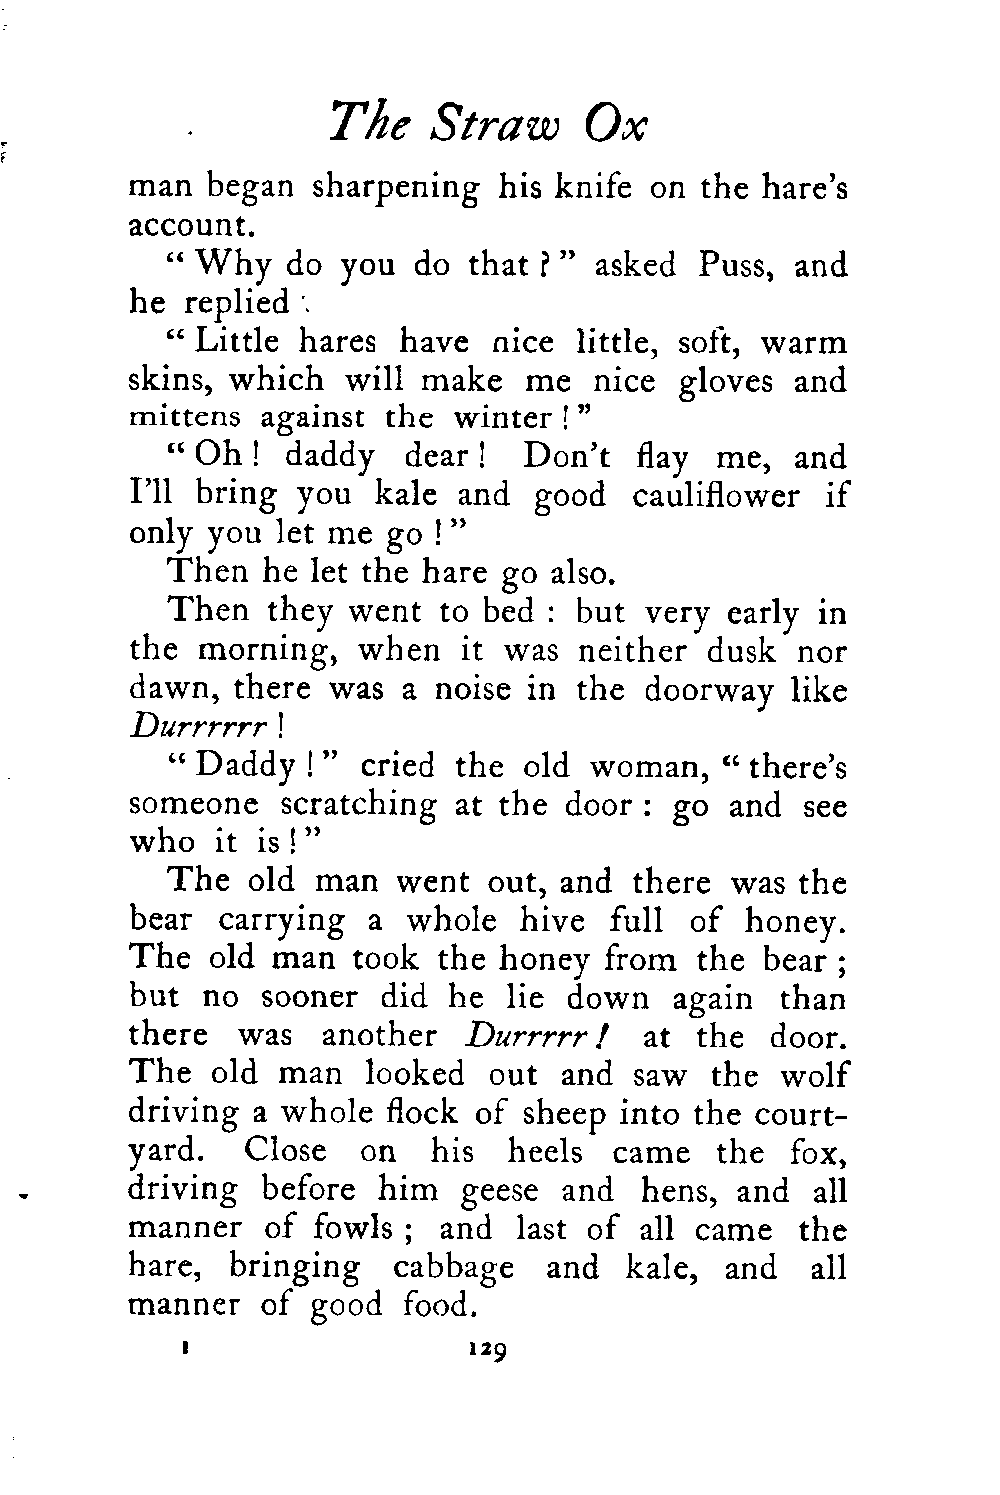 The Straw Ox
man began sharpening his knife on the hare's
account.
“ Why do you do that ? ” asked Puss, and
he replied :
“ Little hares have nice little, soft, warm
skins, which will make me nice gloves and
mittens against the winter ! ”
“ Oh ! daddy dear ! Don't flay me, and
I'll bring you kale and good cauliflower if
only you let me go ! ”
Then he let the hare go also.
Then they went to bed : but very early in
the morning, when it was neither dusk nor
dawn, there was a noise in the doorway like
Durrrrrr !
“ Daddy ! ” cried the old woman, “ there's
someone scratching at the door : go and see
who it is ! ”
The old man went out, and there was the
bear carrying a whole hive full of honey.
The old man took the honey from the bear ;
but no sooner did he lie down again than
there was another Durrrrr ! at the door.
The old man looked out and saw the wolf
driving a whole flock of sheep into the court-
yard. Close on his heels came the fox,
driving before him geese and hens, and all
manner of fowls ; and last of all came the
hare, bringing cabbage and kale, and all
manner of good food.
I 129